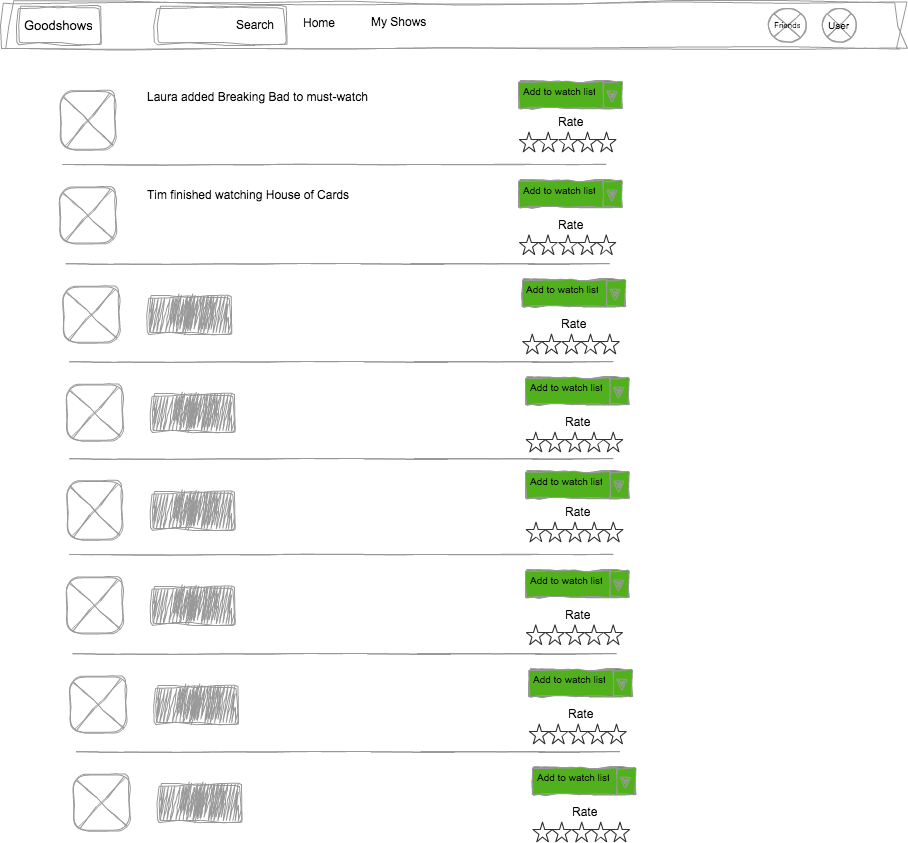 Goodshows
Search
Home
My Shows
Friends
User
Laura added Breaking Bad to must-watch
Add to watch list
Rate
Tim finished watching House of Cards
Add to watch list
Rate
Add to watch list
Rate
Add to watch list
Rate
Add to watch list
Rate
Add to watch list
Rate
Add to watch list
Rate
Add to watch list
Rate